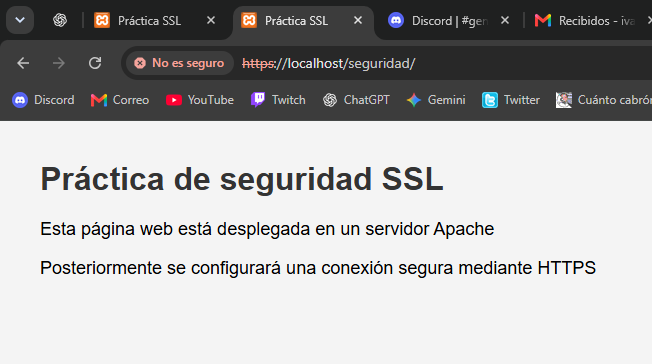 Práctica SSL
Práctica SSL
Discord | #gen
Recibidos - iva
No es seguro
https://localhost/seguridad/
Discord
Correo
YouTube
Twitch
ChatGPT
Gemini
Twitter
Cuánto cabrón
Práctica de seguridad SSL
Esta página web está desplegada en un servidor Apache
Posteriormente se configurará una conexión segura mediante HTTPS